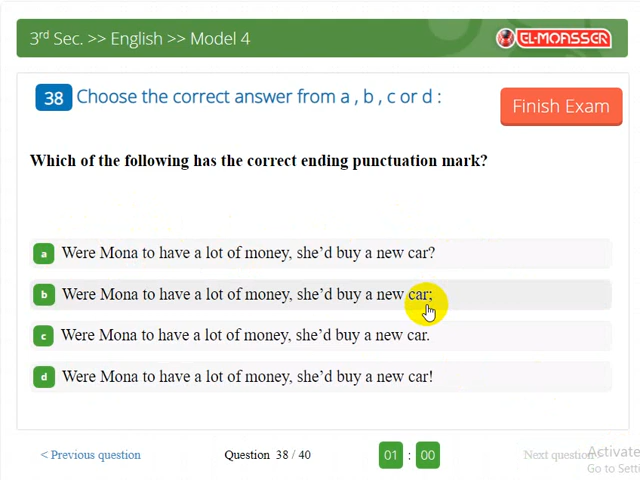 3rd Sec. >> English >> Model 4
EL-MOASSER
38 Choose the correct answer from a , b , c or d :
Finish Exam
Which of the following has the correct ending punctuation mark?
a Were Mona to have a lot of money, she'd buy a new car?
b Were Mona to have a lot of money, she'd buy a new car;
c Were Mona to have a lot of money, she'd buy a new car.
d Were Mona to have a lot of money, she'd buy a new car!
< Previous question
Question 38 / 40
01 : 00
Next question >
Activate
Go to Setti